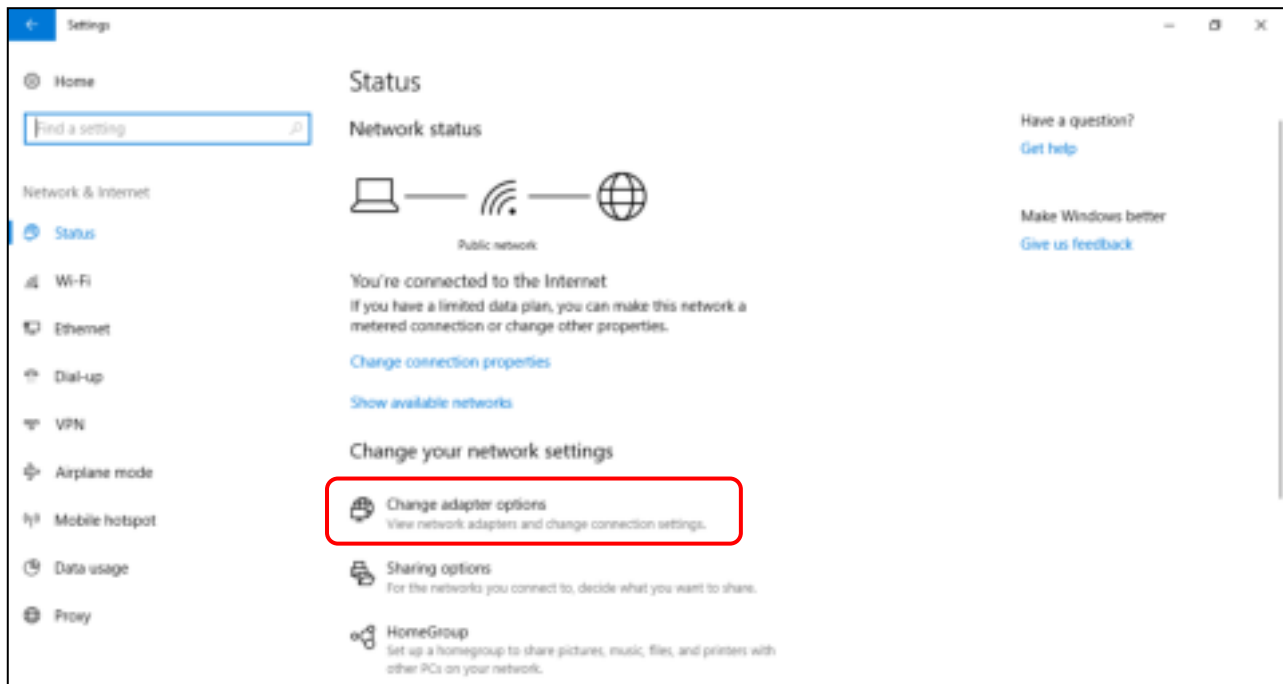 Settings
Home
Find a setting
Network & Internet
Status
Wi-Fi
Ethernet
Dial-up
VPN
Airplane mode
Mobile hotspot
Data usage
Proxy
Status
Network status
Public network
You're connected to the Internet
If you have a limited data plan, you can make this network a
metered connection or change other properties.
Change connection properties
Show available networks
Change your network settings
Change adapter options
View network adapters and change connection settings.
Sharing options
For the networks you connect to, decide what you want to share.
HomeGroup
Set up a homegroup to share pictures, music, files, and printers with
other PCs on your network.
Have a question?
Get help
Make Windows better
Give us feedback